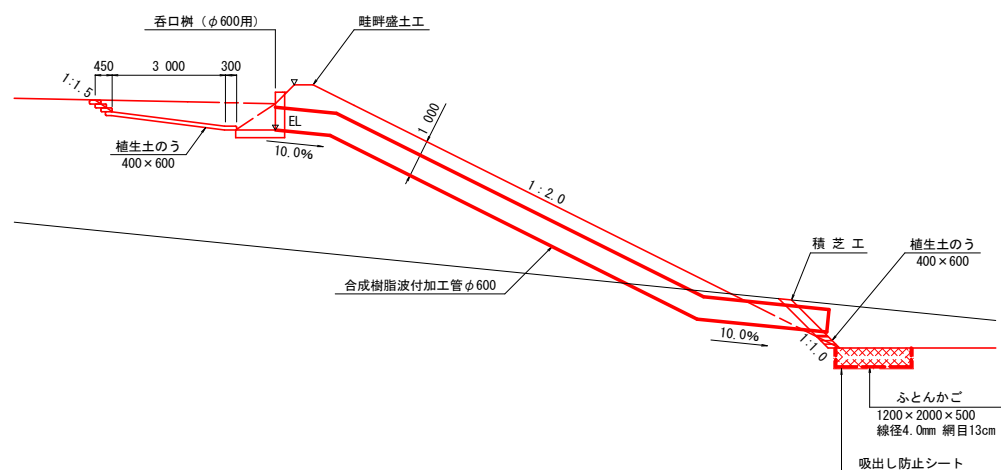 呑口桝（φ600用）
畦畔盛土工
450
3 000
300
1:1.5
1 000
EL
植生土のう
400×600
10.0%
1:2.0
積 芝 工
植生土のう
400×600
合成樹脂波付加工管φ600
10.0%
1:1.0
ふとんかご
1200×2000×500
線径4.0mm 網目13cm
吸出し防止シート